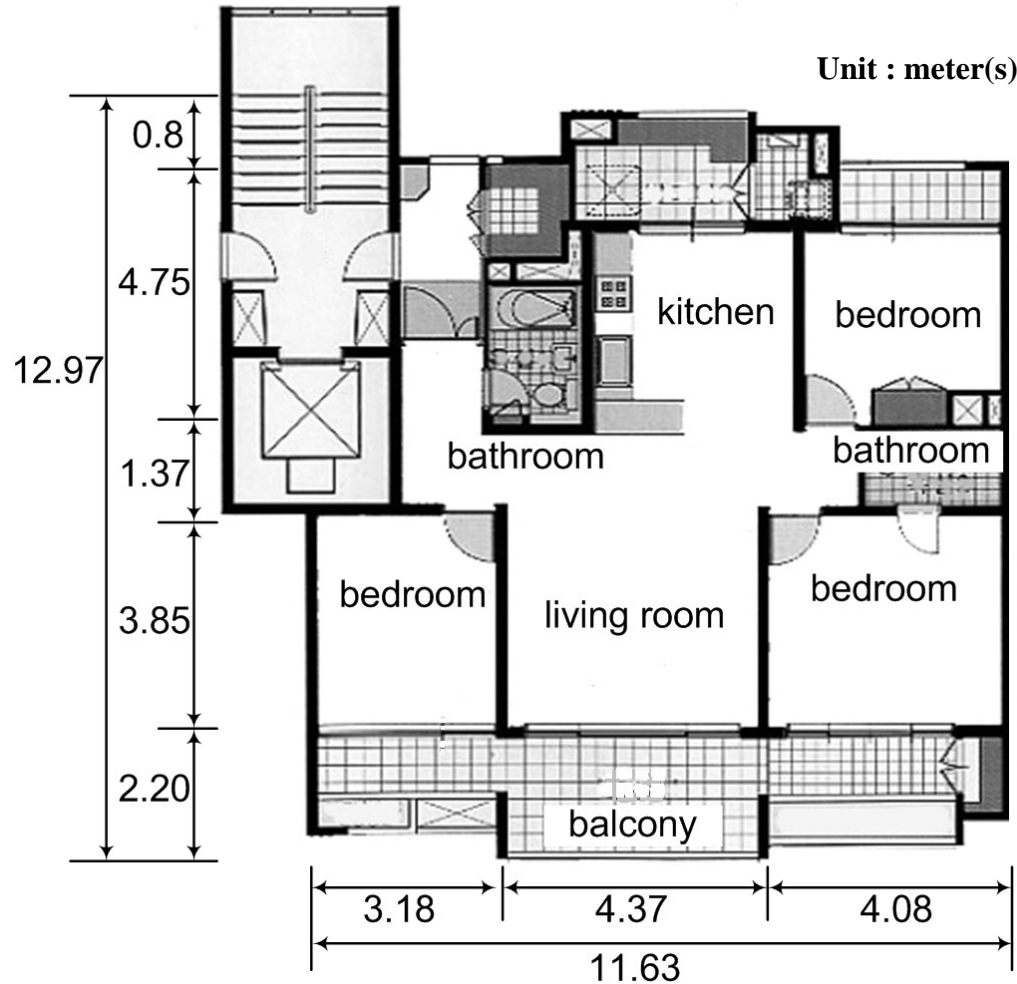 Unit : meter(s)
0.8
4.75
12.97
1.37
3.85
2.20
kitchen
bedroom
bathroom
bathroom
bedroom
living room
bedroom
balcony
3.18
4.37
4.08
11.63